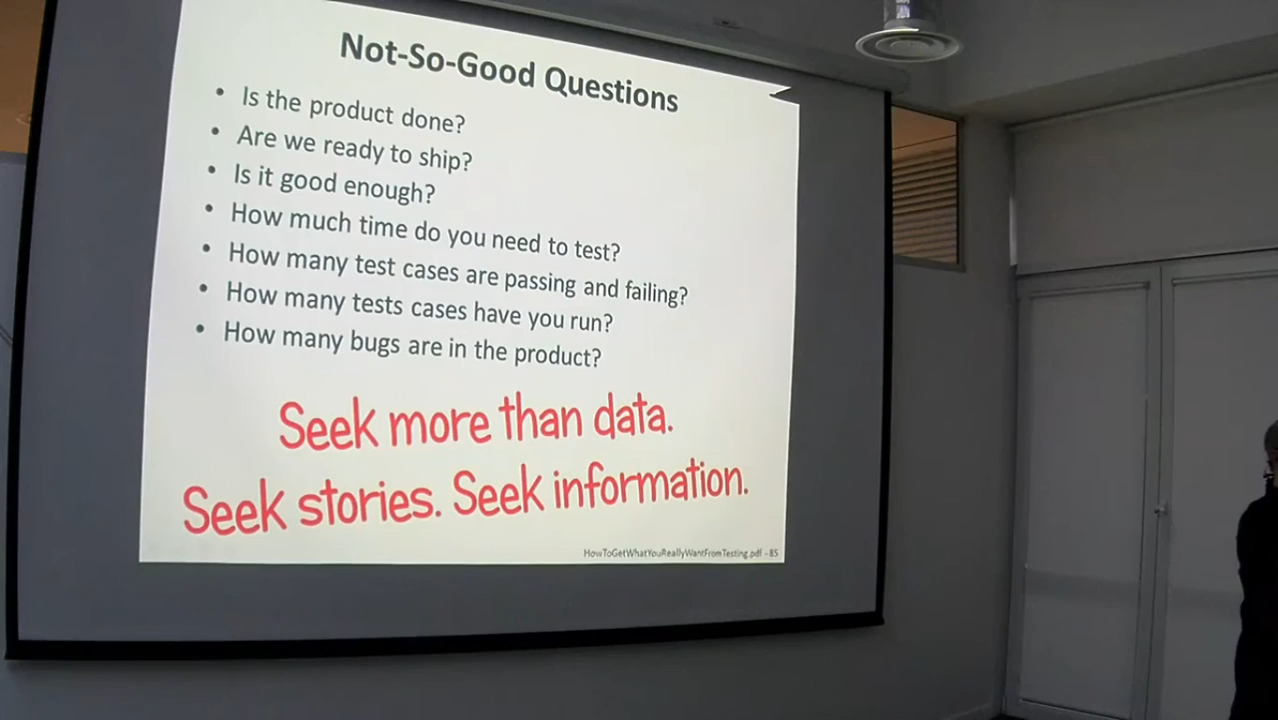 Not-So-Good Questions
• Is the product done?
• Are we ready to ship?
• Is it good enough?
• How much time do you need to test?
• How many test cases are passing and failing?
• How many tests cases have you run?
• How many bugs are in the product?
Seek more than data.
Seek stories. Seek information.
HowToGetWhatYouReallyWantFromTesting.pdf - 85